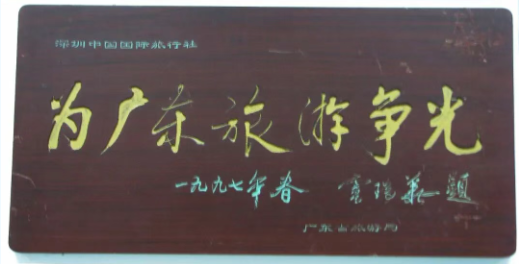 深圳中国国际旅行社
为广东旅游争光
一九九七年春 题
广东省旅游局